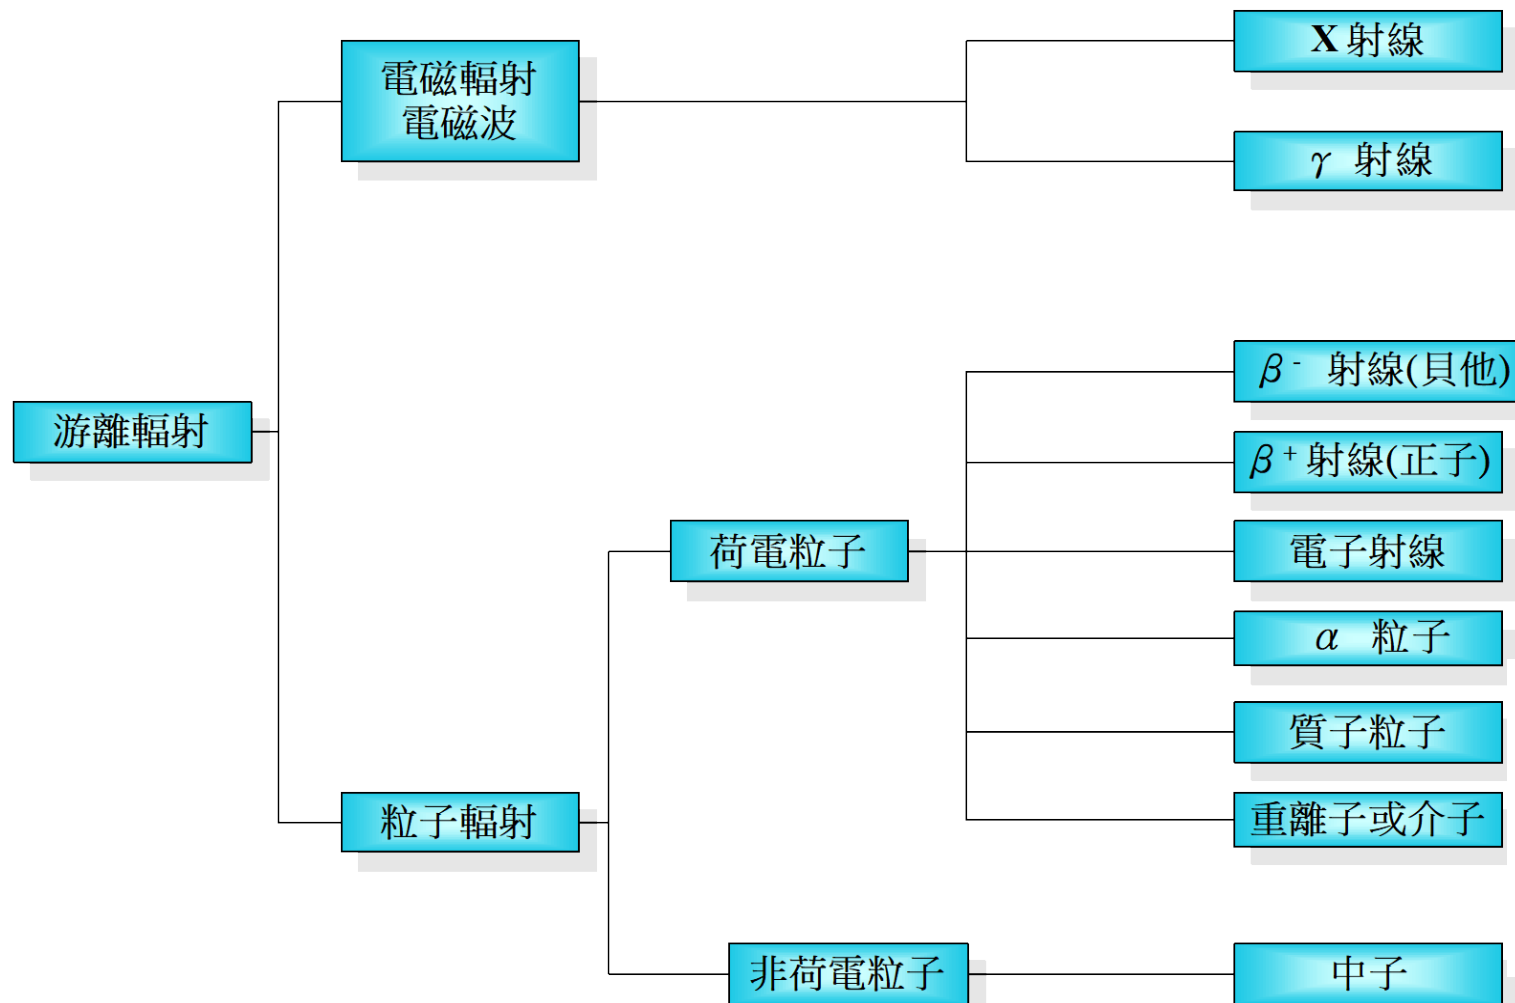 游離輻射
電磁輻射
電磁波
X 射線
γ 射線
粒子輻射
荷電粒子
β⁻ 射線(貝他)
β⁺ 射線(正子)
電子射線
α 粒子
質子粒子
重離子或介子
非荷電粒子
中子